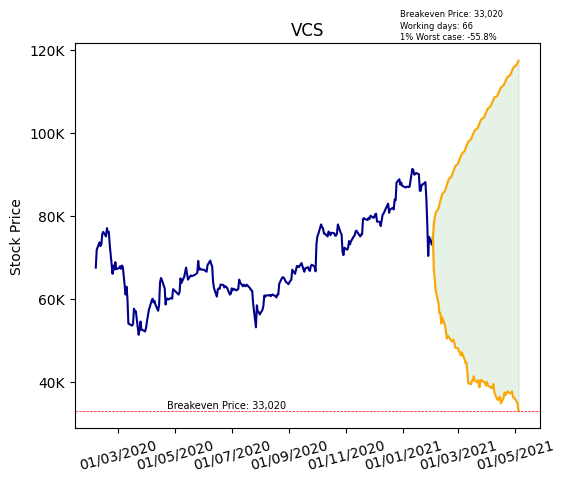 Breakeven Price: 33,020
Working days: 66
1% Worst case: -55.8%
VCS
120K
100K
80K
60K
40K
Stock Price
Breakeven Price: 33,020
01/03/2020 01/05/2020 01/07/2020 01/09/2020 01/11/2020 01/01/2021 01/03/2021 01/05/2021